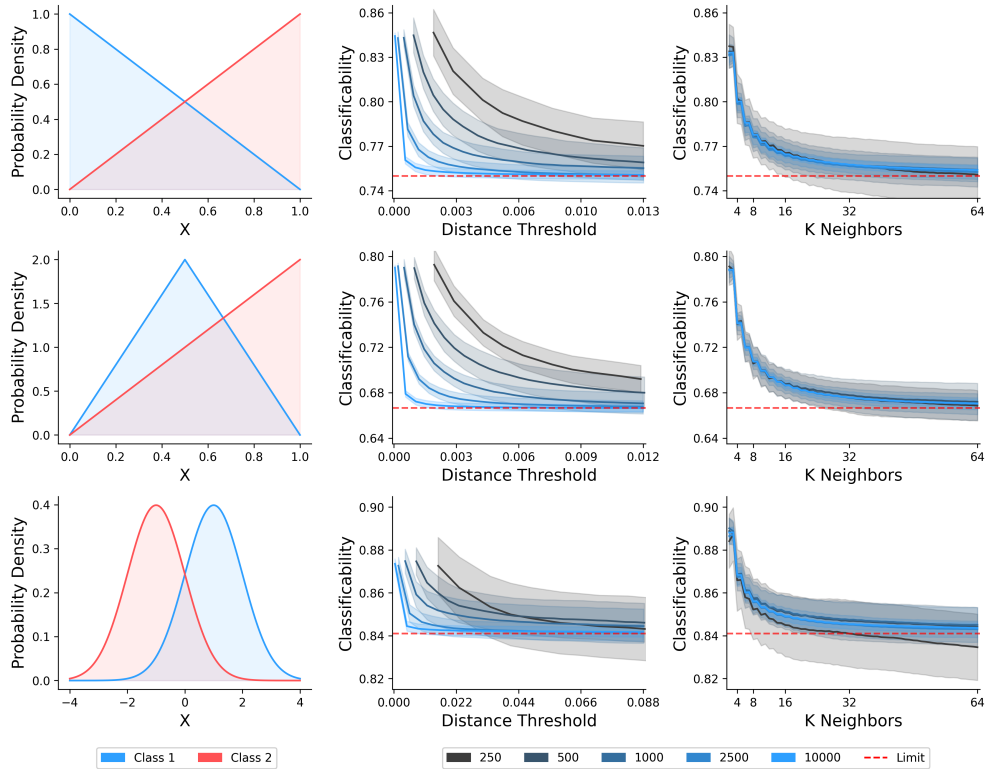 Probability Density
1.0
0.8
0.6
0.4
0.2
0.0
0.0 0.2 0.4 0.6 0.8 1.0
X
Classificability
0.86
0.83
0.80
0.77
0.74
0.000 0.003 0.006 0.010 0.013
Distance Threshold
Classificability
0.86
0.83
0.80
0.77
0.74
4 8 16 32 64
K Neighbors
Probability Density
2.0
1.5
1.0
0.5
0.0
0.0 0.2 0.4 0.6 0.8 1.0
X
Classificability
0.80
0.76
0.72
0.68
0.64
0.000 0.003 0.006 0.009 0.012
Distance Threshold
Classificability
0.80
0.76
0.72
0.68
0.64
4 8 16 32 64
K Neighbors
Probability Density
0.4
0.3
0.2
0.1
0.0
−4 −2 0 2 4
X
Classificability
0.90
0.88
0.86
0.84
0.82
0.000 0.022 0.044 0.066 0.088
Distance Threshold
Classificability
0.90
0.88
0.86
0.84
0.82
4 8 16 32 64
K Neighbors
Class 1 Class 2
250 500 1000 2500 10000 Limit